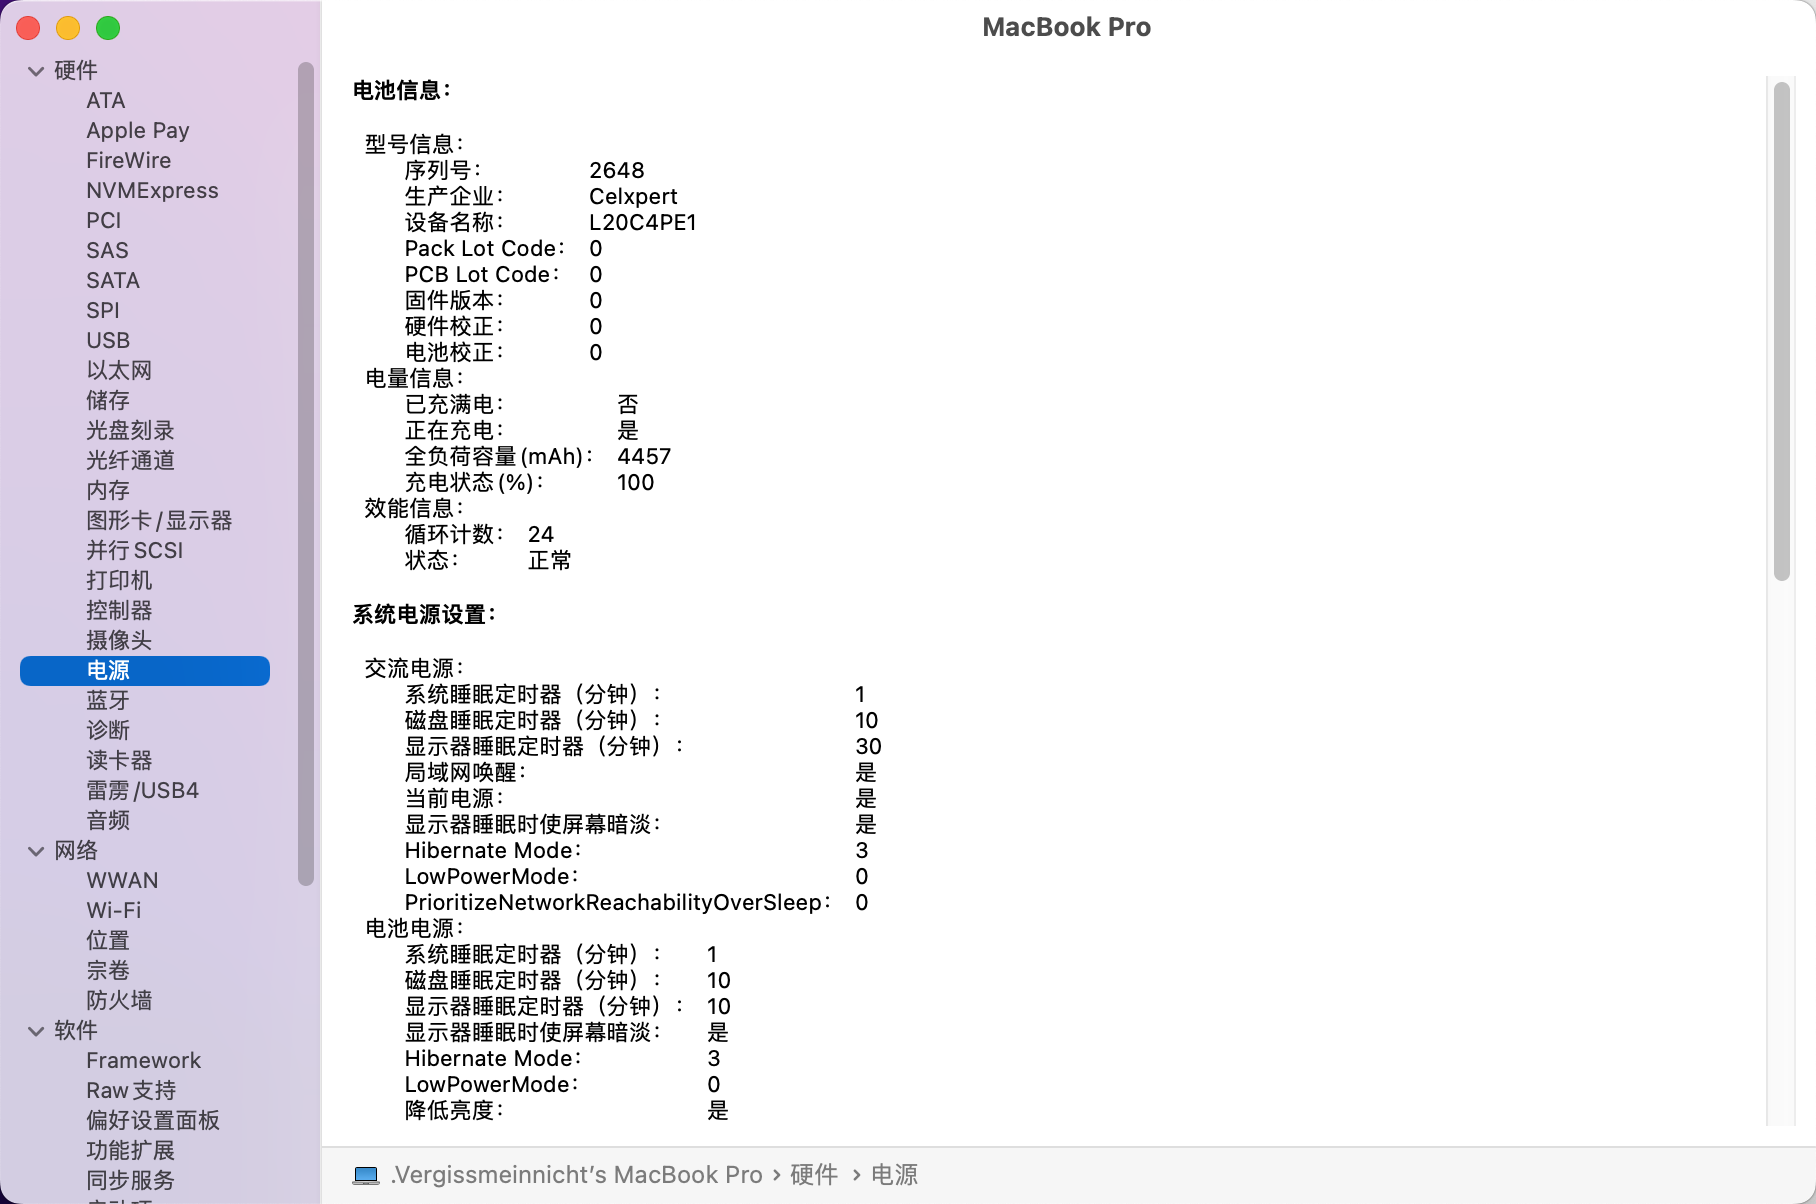 MacBook Pro
硬件
ATA
Apple Pay
FireWire
NVMExpress
PCI
SAS
SATA
SPI
USB
以太网
储存
光盘刻录
光纤通道
内存
图形卡/显示器
并行SCSI
打印机
控制器
摄像头
电源
蓝牙
诊断
读卡器
雷雳/USB4
音频
网络
WWAN
Wi-Fi
位置
宗卷
防火墙
软件
Framework
Raw支持
偏好设置面板
功能扩展
同步服务
电池信息：
型号信息：
序列号： 2648
生产企业： Celxpert
设备名称： L20C4PE1
Pack Lot Code： 0
PCB Lot Code： 0
固件版本： 0
硬件校正： 0
电池校正： 0
电量信息：
已充满电： 否
正在充电： 是
全负荷容量(mAh)： 4457
充电状态(%)： 100
效能信息：
循环计数： 24
状态： 正常
系统电源设置：
交流电源：
系统睡眠定时器（分钟）： 1
磁盘睡眠定时器（分钟）： 10
显示器睡眠定时器（分钟）： 30
局域网唤醒： 是
当前电源： 是
显示器睡眠时使屏幕暗淡： 是
Hibernate Mode： 3
LowPowerMode： 0
PrioritizeNetworkReachabilityOverSleep： 0
电池电源：
系统睡眠定时器（分钟）： 1
磁盘睡眠定时器（分钟）： 10
显示器睡眠定时器（分钟）： 10
显示器睡眠时使屏幕暗淡： 是
Hibernate Mode： 3
LowPowerMode： 0
降低亮度： 是
.Vergissmeinnicht’s MacBook Pro › 硬件 › 电源